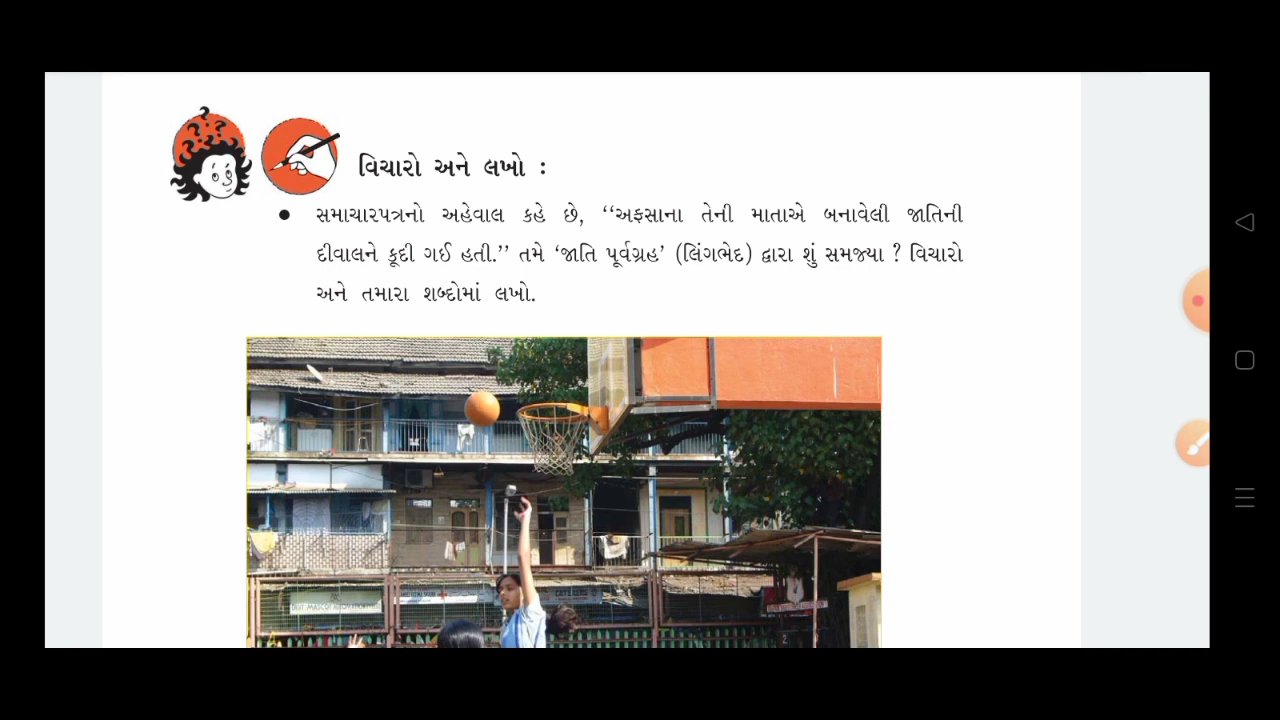 વિચારો અને લખો :
● સમાચારપત્રનો અહેવાલ કહે છે, “અફસાના તેની માતાએ બનાવેલી જાતિની
દીવાલને કૂદી ગઈ હતી.” તમે ‘જાતિ પૂર્વગ્રહ’ (લિંગભેદ) દ્વારા શું સમજ્યા ? વિચારો
અને તમારા શબ્દોમાં લખો.